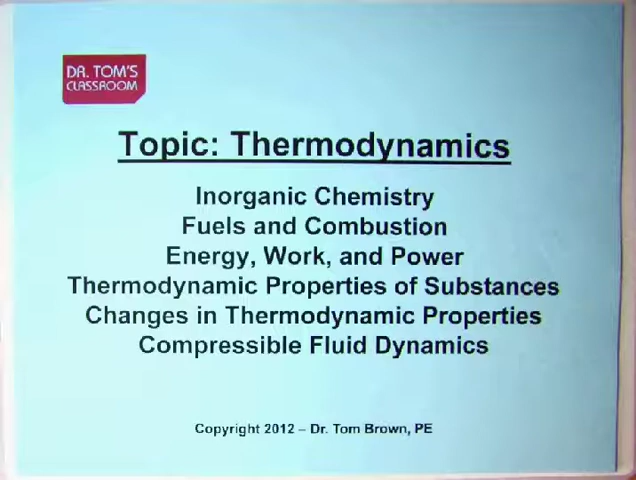 DR. TOM'S
CLASSROOM
Topic: Thermodynamics
Inorganic Chemistry
Fuels and Combustion
Energy, Work, and Power
Thermodynamic Properties of Substances
Changes in Thermodynamic Properties
Compressible Fluid Dynamics
Copyright 2012 – Dr. Tom Brown, PE